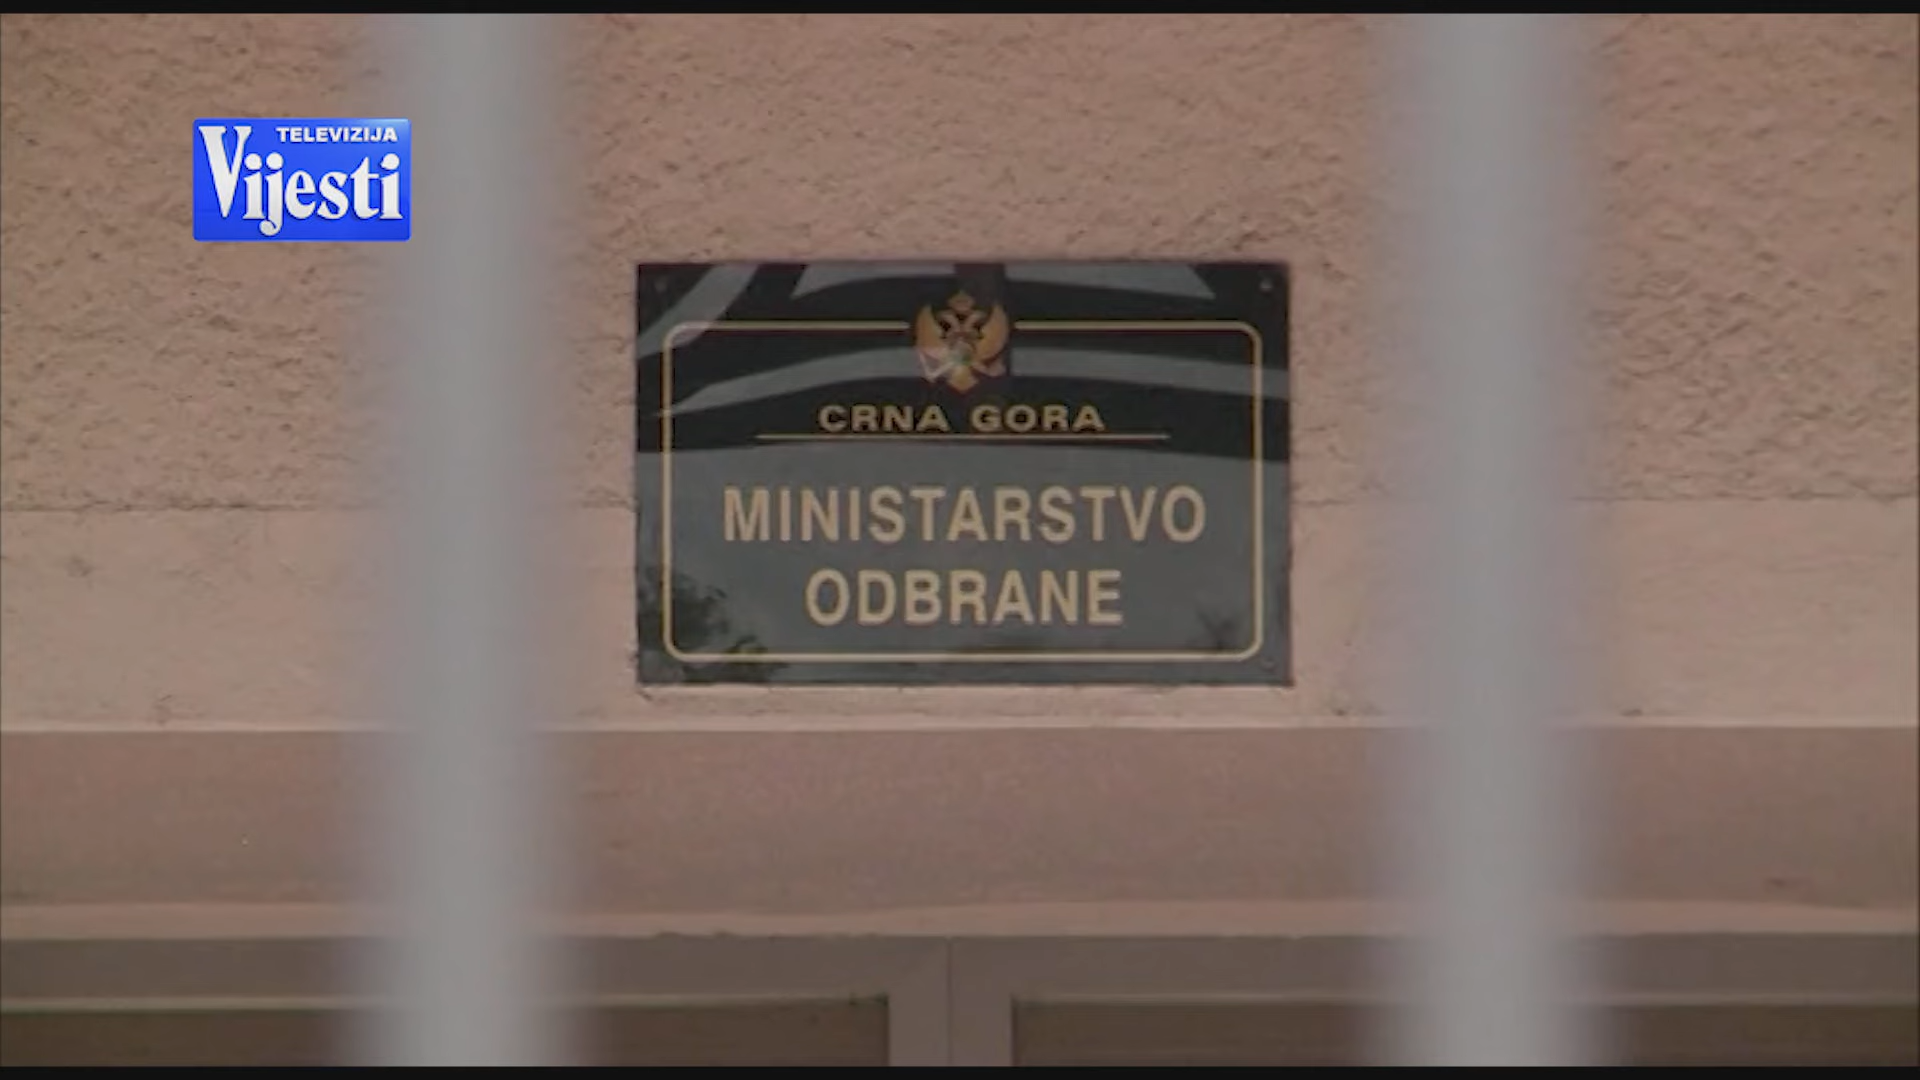 TELEVIZIJA
Vijesti
CRNA GORA
MINISTARSTVO
ODBRANE